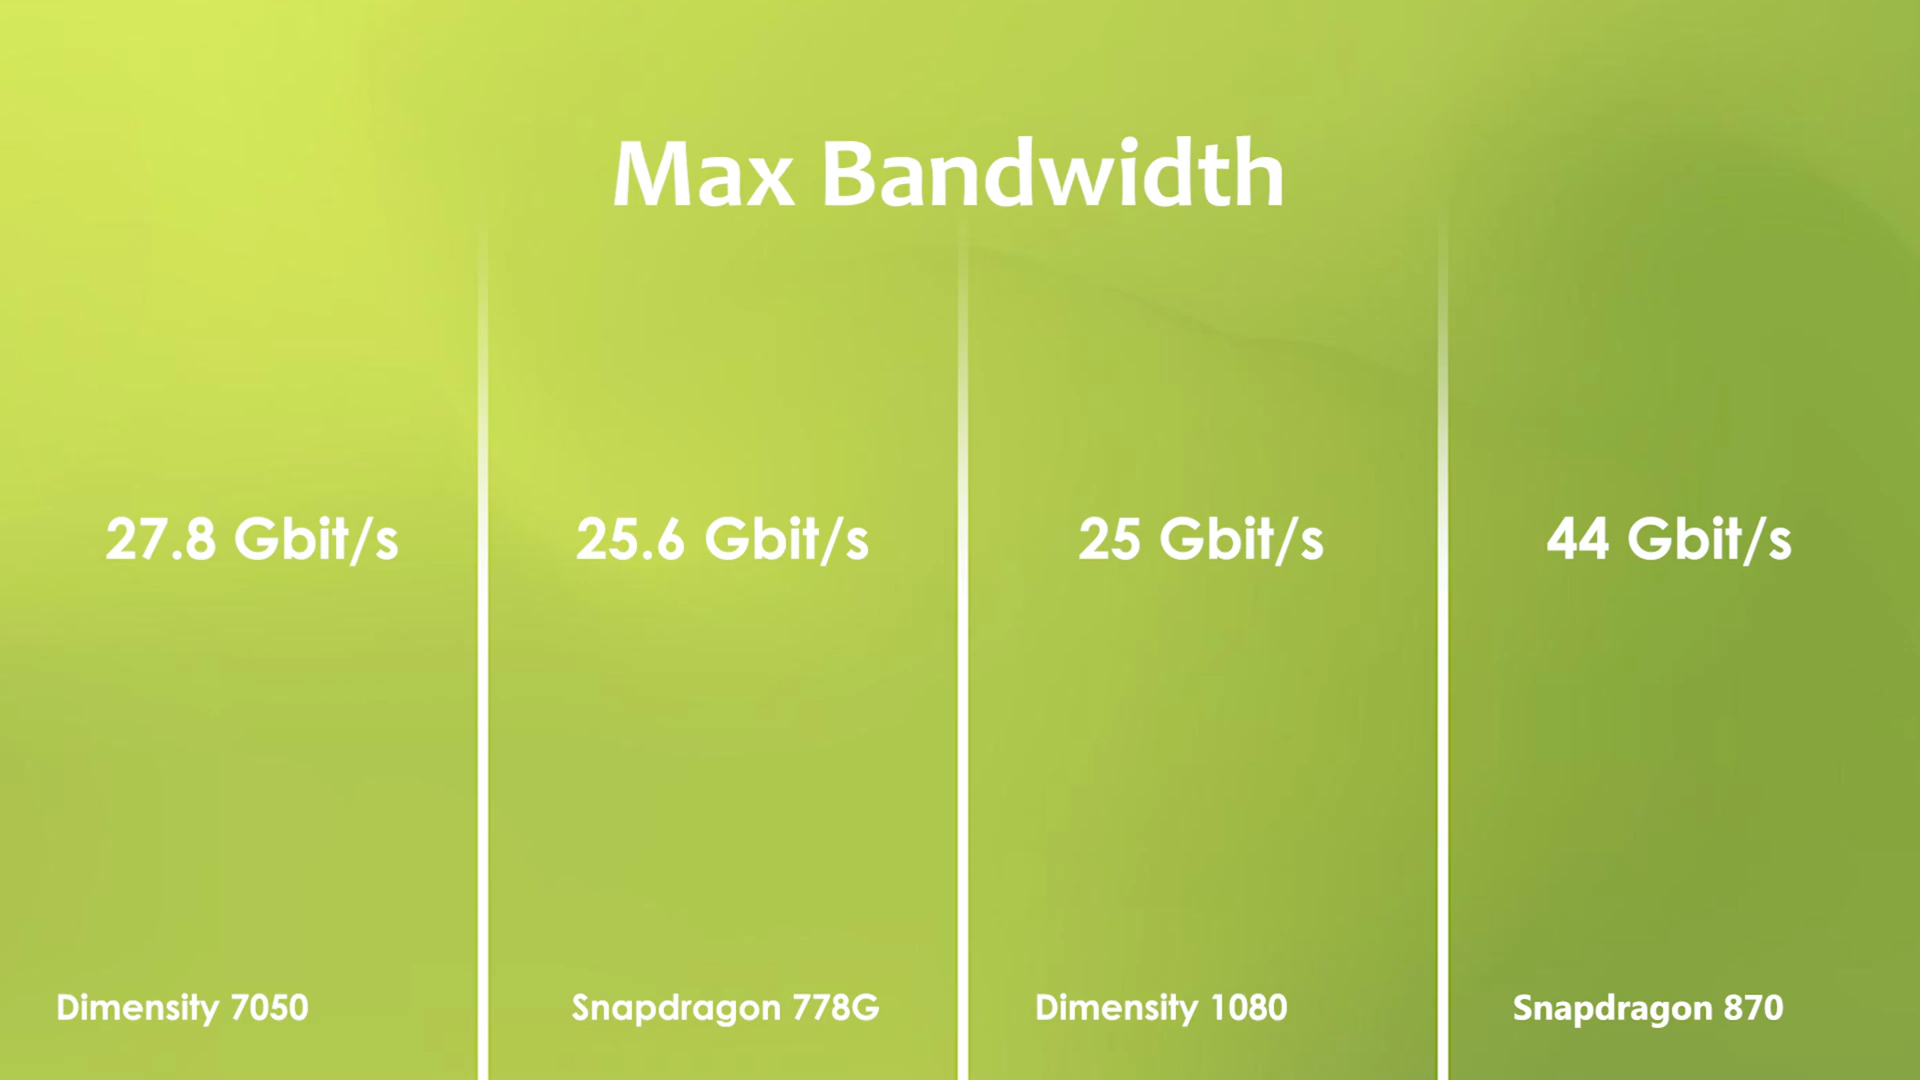 Max Bandwidth
27.8 Gbit/s
25.6 Gbit/s
25 Gbit/s
44 Gbit/s
Dimensity 7050
Snapdragon 778G
Dimensity 1080
Snapdragon 870